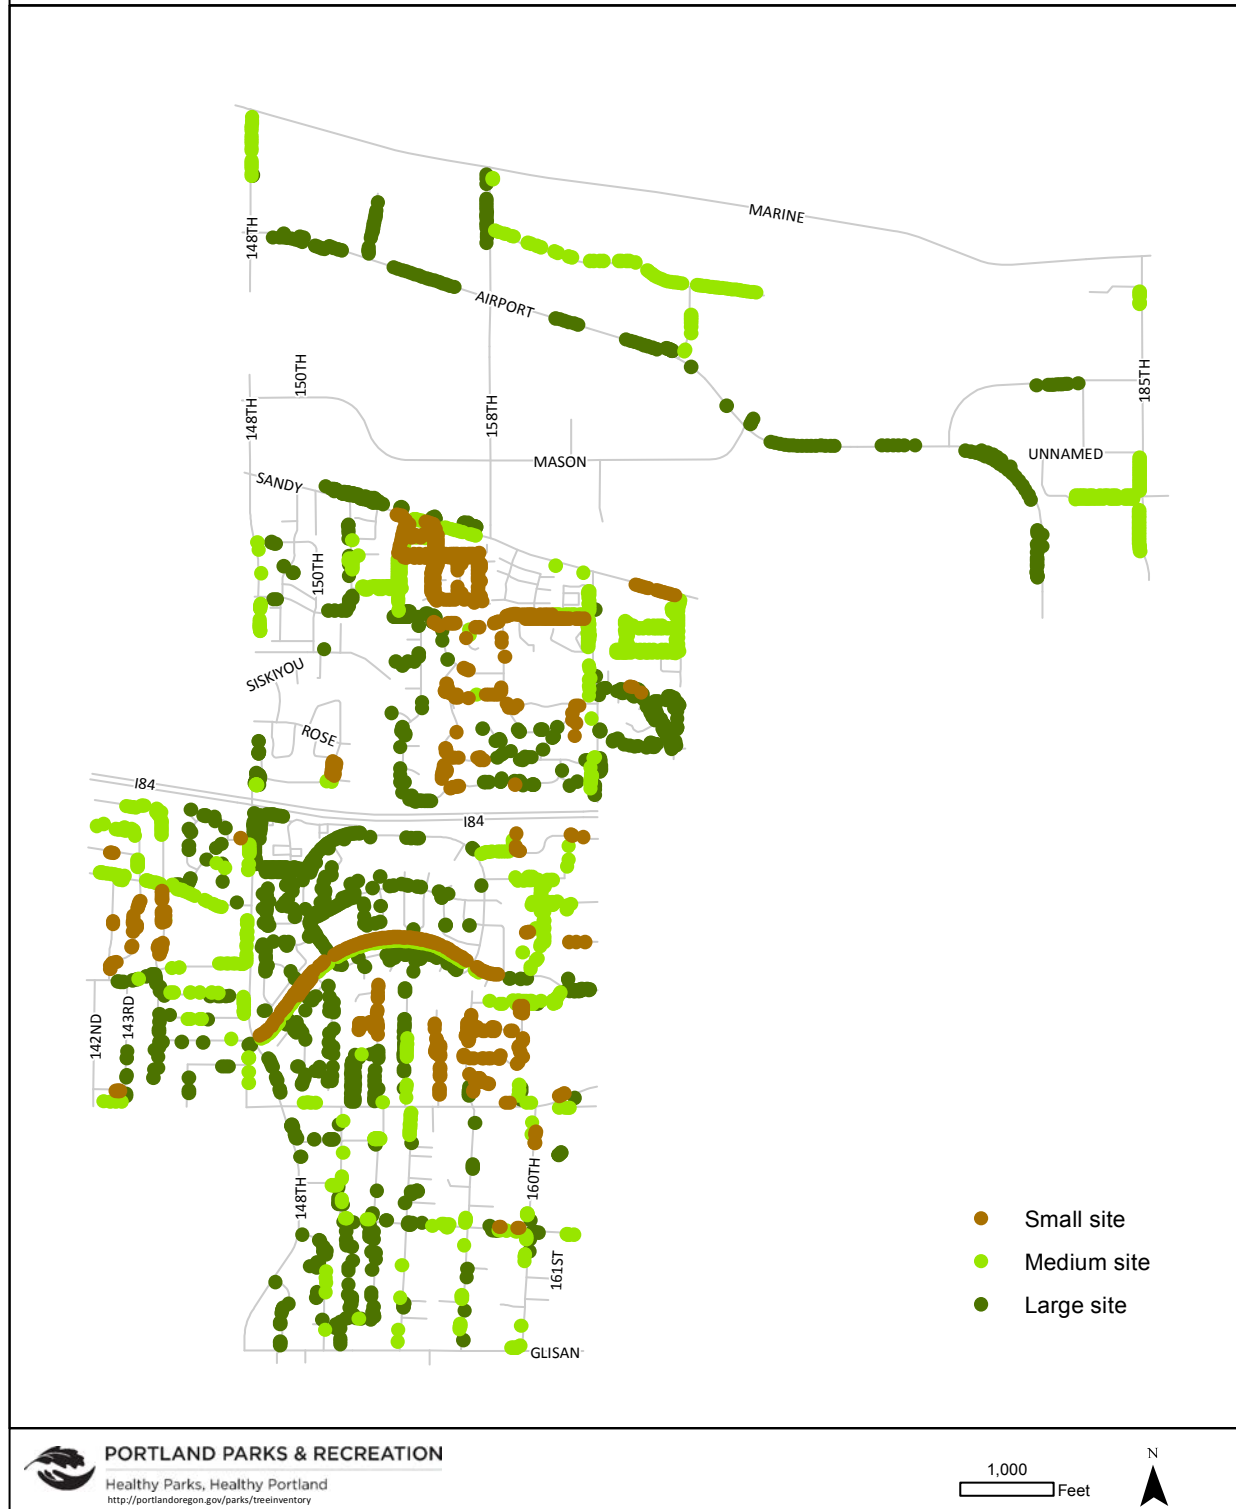 MARINE
148TH
AIRPORT
150TH
185TH
148TH
158TH
UNNAMED
MASON
SANDY
150TH
SISKIYOU
ROSE
I84
I84
142ND
143RD
160TH
148TH
Small site
Medium site
161ST
Large site
GLISAN
PORTLAND PARKS & RECREATION
Healthy Parks, Healthy Portland
http://portlandoregon.gov/parks/treeinventory
1,000
Feet
N